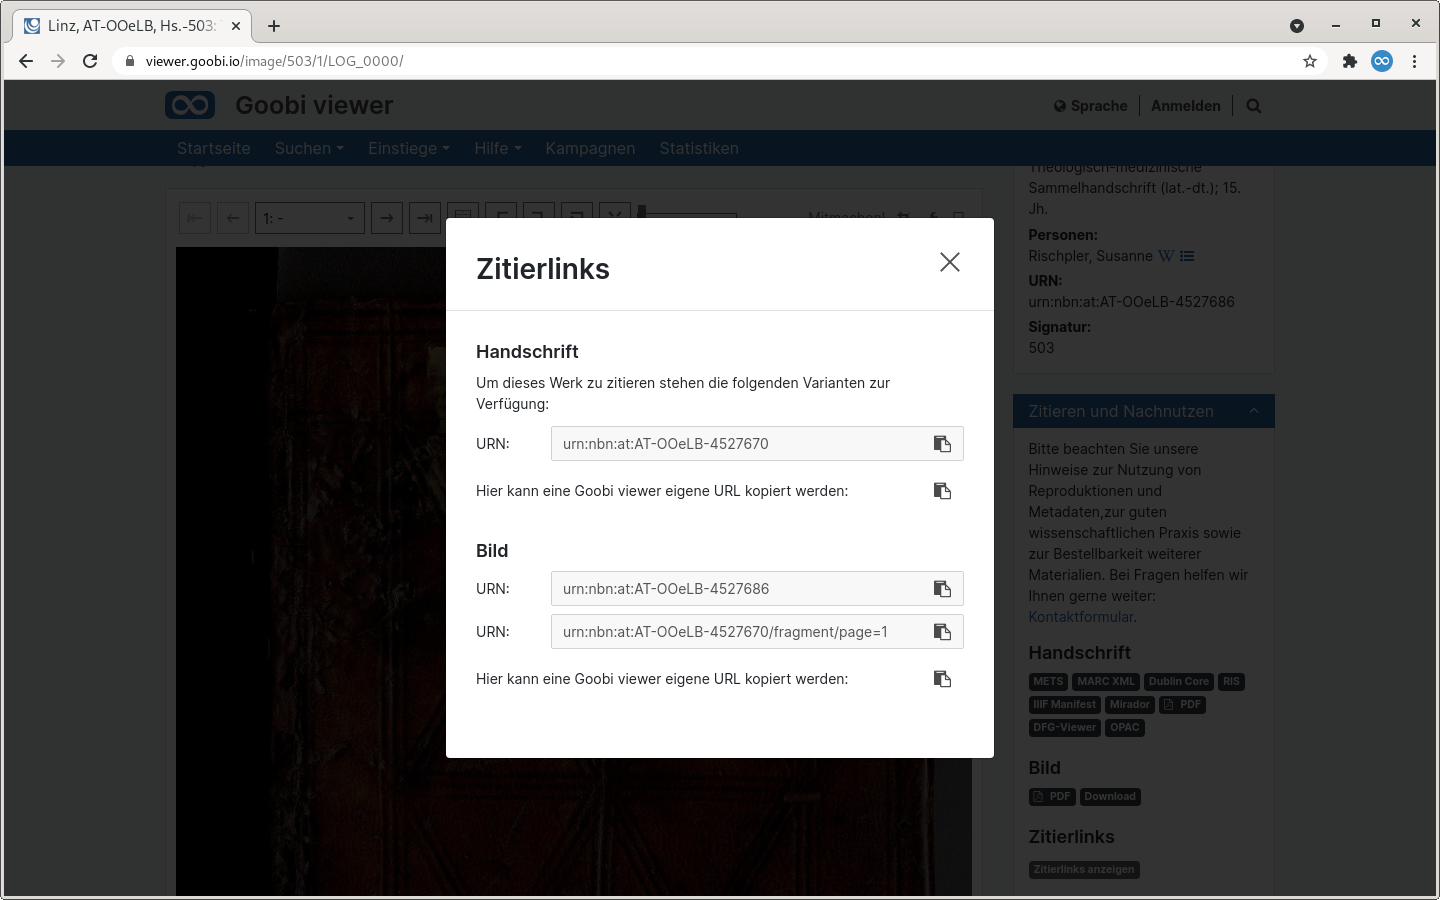 Linz, AT-OOeLB, Hs.-503:
viewer.goobi.io/image/503/1/LOG_0000/
Goobi viewer
Sprache
Anmelden
Startseite
Suchen
Einstiege
Hilfe
Kampagnen
Statistiken
1: -
Mitmachen!
Theologisch-medizinische
Sammelhandschrift (lat.-dt.); 15.
Jh.
Personen:
Rischpler, Susanne W
URN:
urn:nbn:at:AT-OOeLB-4527686
Signatur:
503
Zitierlinks
Handschrift
Um dieses Werk zu zitieren stehen die folgenden Varianten zur
Verfügung:
URN: urn:nbn:at:AT-OOeLB-4527670
Hier kann eine Goobi viewer eigene URL kopiert werden:
Bild
URN: urn:nbn:at:AT-OOeLB-4527686
URN: urn:nbn:at:AT-OOeLB-4527670/fragment/page=1
Hier kann eine Goobi viewer eigene URL kopiert werden:
Zitieren und Nachnutzen
Bitte beachten Sie unsere
Hinweise zur Nutzung von
Reproduktionen und
Metadaten,zur guten
wissenschaftlichen Praxis sowie
zur Bestellbarkeit weiterer
Materialien. Bei Fragen helfen wir
Ihnen gerne weiter:
Kontaktformular.
Handschrift
METS MARC XML Dublin Core RIS
IIIF Manifest Mirador PDF
DFG-Viewer OPAC
Bild
PDF Download
Zitierlinks
Zitierlinks anzeigen